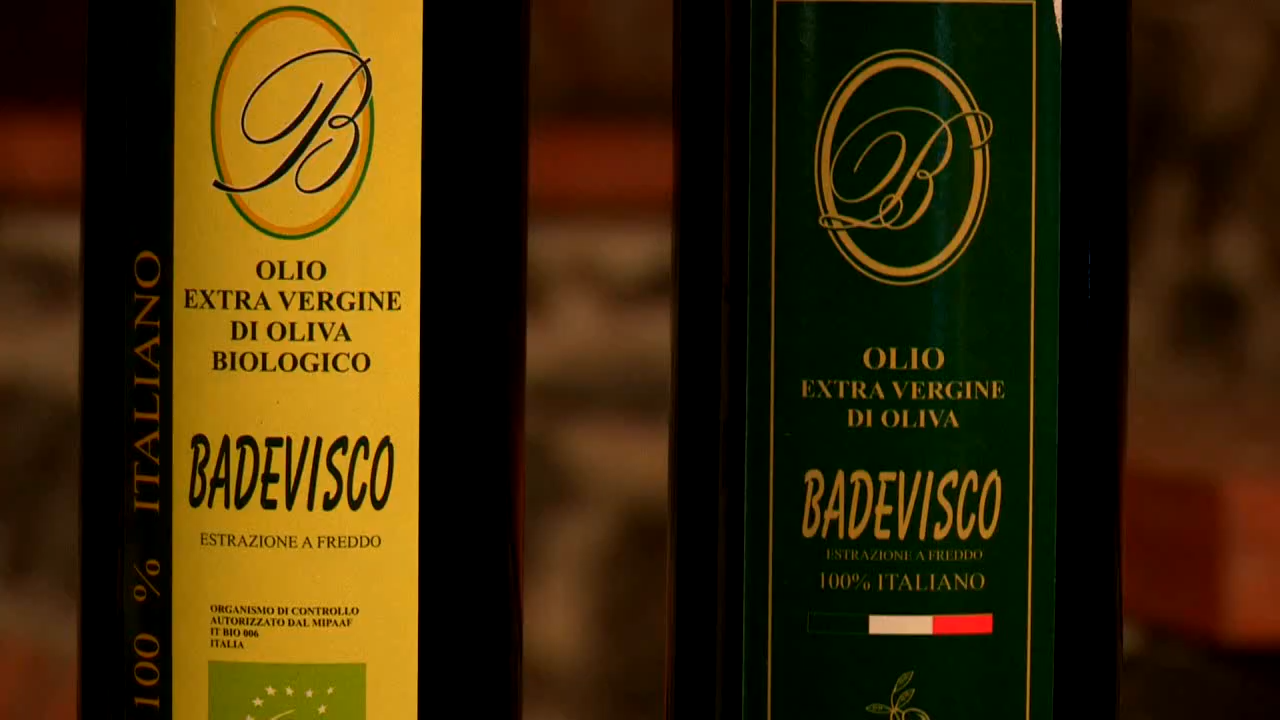 B
OLIO
EXTRA VERGINE
DI OLIVA
BIOLOGICO
BADEVISCO
ESTRAZIONE A FREDDO
ORGANISMO DI CONTROLLO
AUTORIZZATO DAL MIPAAF
IT BIO 006
ITALIA
100 % ITALIANO
B
OLIO
EXTRA VERGINE
DI OLIVA
BADEVISCO
ESTRAZIONE A FREDDO
100% ITALIANO